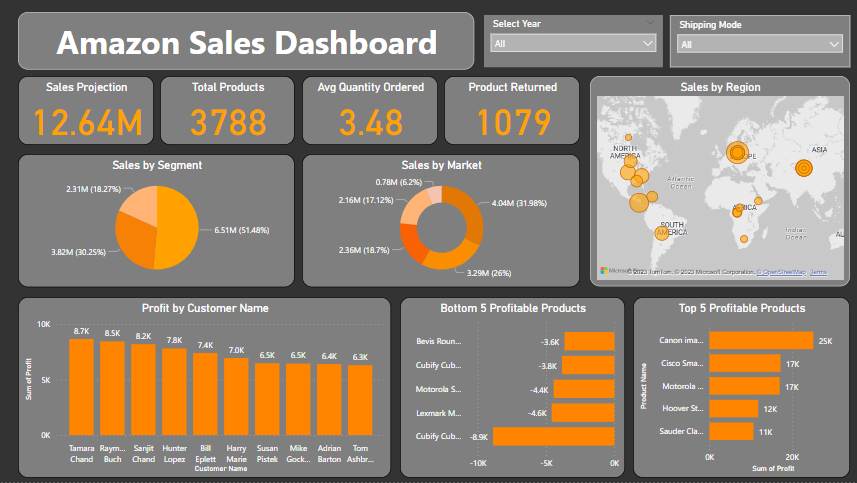 Amazon Sales Dashboard
Select Year
All
Shipping Mode
All
Sales Projection
12.64M
Total Products
3788
Avg Quantity Ordered
3.48
Product Returned
1079
Sales by Segment
2.31M (18.27%)
3.82M (30.25%)
6.51M (51.48%)
Sales by Market
0.78M (6.2%)
2.16M (17.12%)
2.36M (18.7%)
4.04M (31.98%)
3.29M (26%)
Sales by Region
NORTH
AMERICA
ASIA
Atlantic
Ocean
AFRICA
SOUTH
AMERICA
Indian
Ocean
AU
© 2023 TomTom, © 2023 Microsoft Corporation, © OpenStreetMap Terms
Profit by Customer Name
Sum of Profit
10K
5K
0K
8.7K
8.5K
8.2K
7.8K
7.4K
7.0K
6.5K
6.5K
6.4K
6.3K
Tamara Chand
Raym... Buch
Sanjit Chand
Hunter Lopez
Bill Eplett
Harry Marie
Susan Pistek
Mike Gock...
Adrian Barton
Tom Ashbr...
Customer Name
Bottom 5 Profitable Products
Bevis Roun...
-3.6K
Cubify Cub...
-3.8K
Motorola S...
-4.4K
Lexmark M...
-4.6K
Cubify Cub...
-8.9K
-10K
-5K
0K
Top 5 Profitable Products
Product Name
Canon ima...
25K
Cisco Sma...
17K
Motorola ...
17K
Hoover St...
12K
Sauder Cla...
11K
0K
20K
Sum of Profit